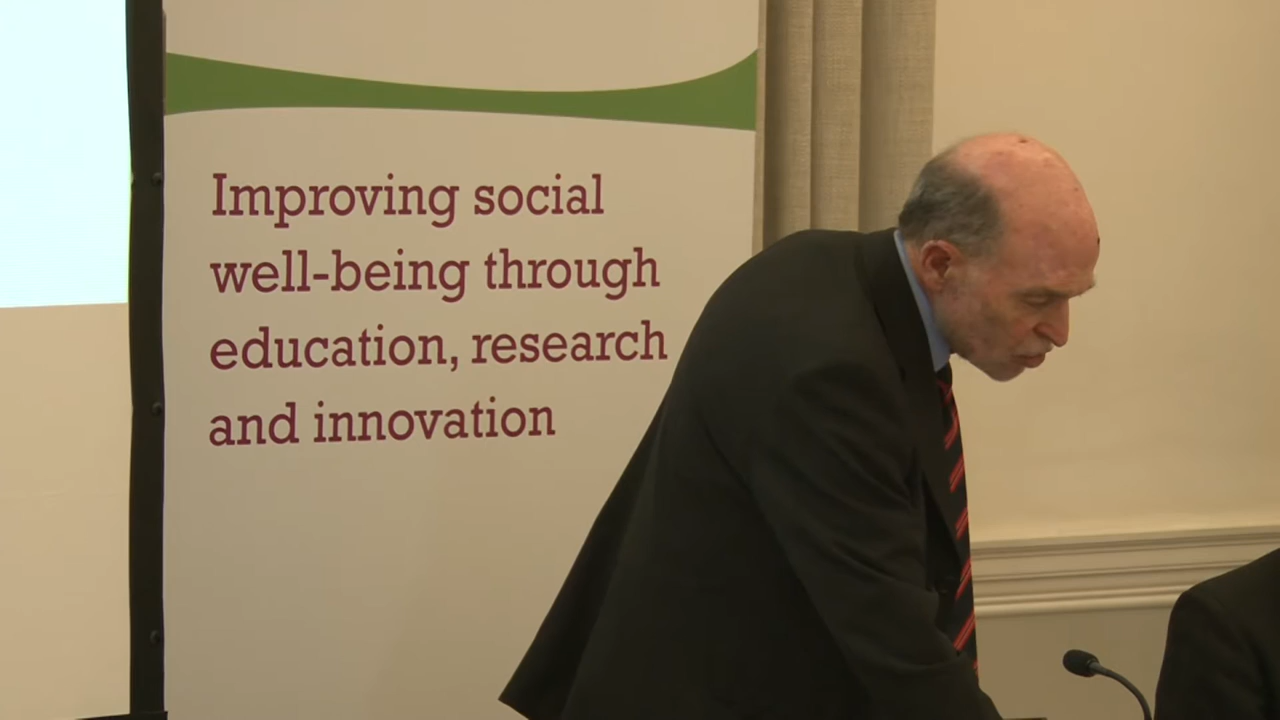 Improving social
well-being through
education, research
and innovation